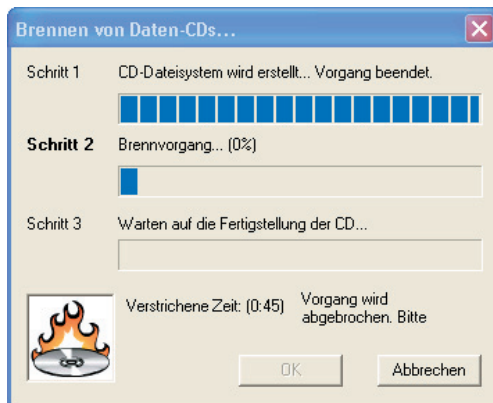 Brennen von Daten-CDs...
Schritt 1
CD-Dateisystem wird erstellt... Vorgang beendet.
Schritt 2
Brennvorgang... (0%)
Schritt 3
Warten auf die Fertigstellung der CD...
Verstrichene Zeit: (0:45)
Vorgang wird
abgebrochen. Bitte
OK
Abbrechen